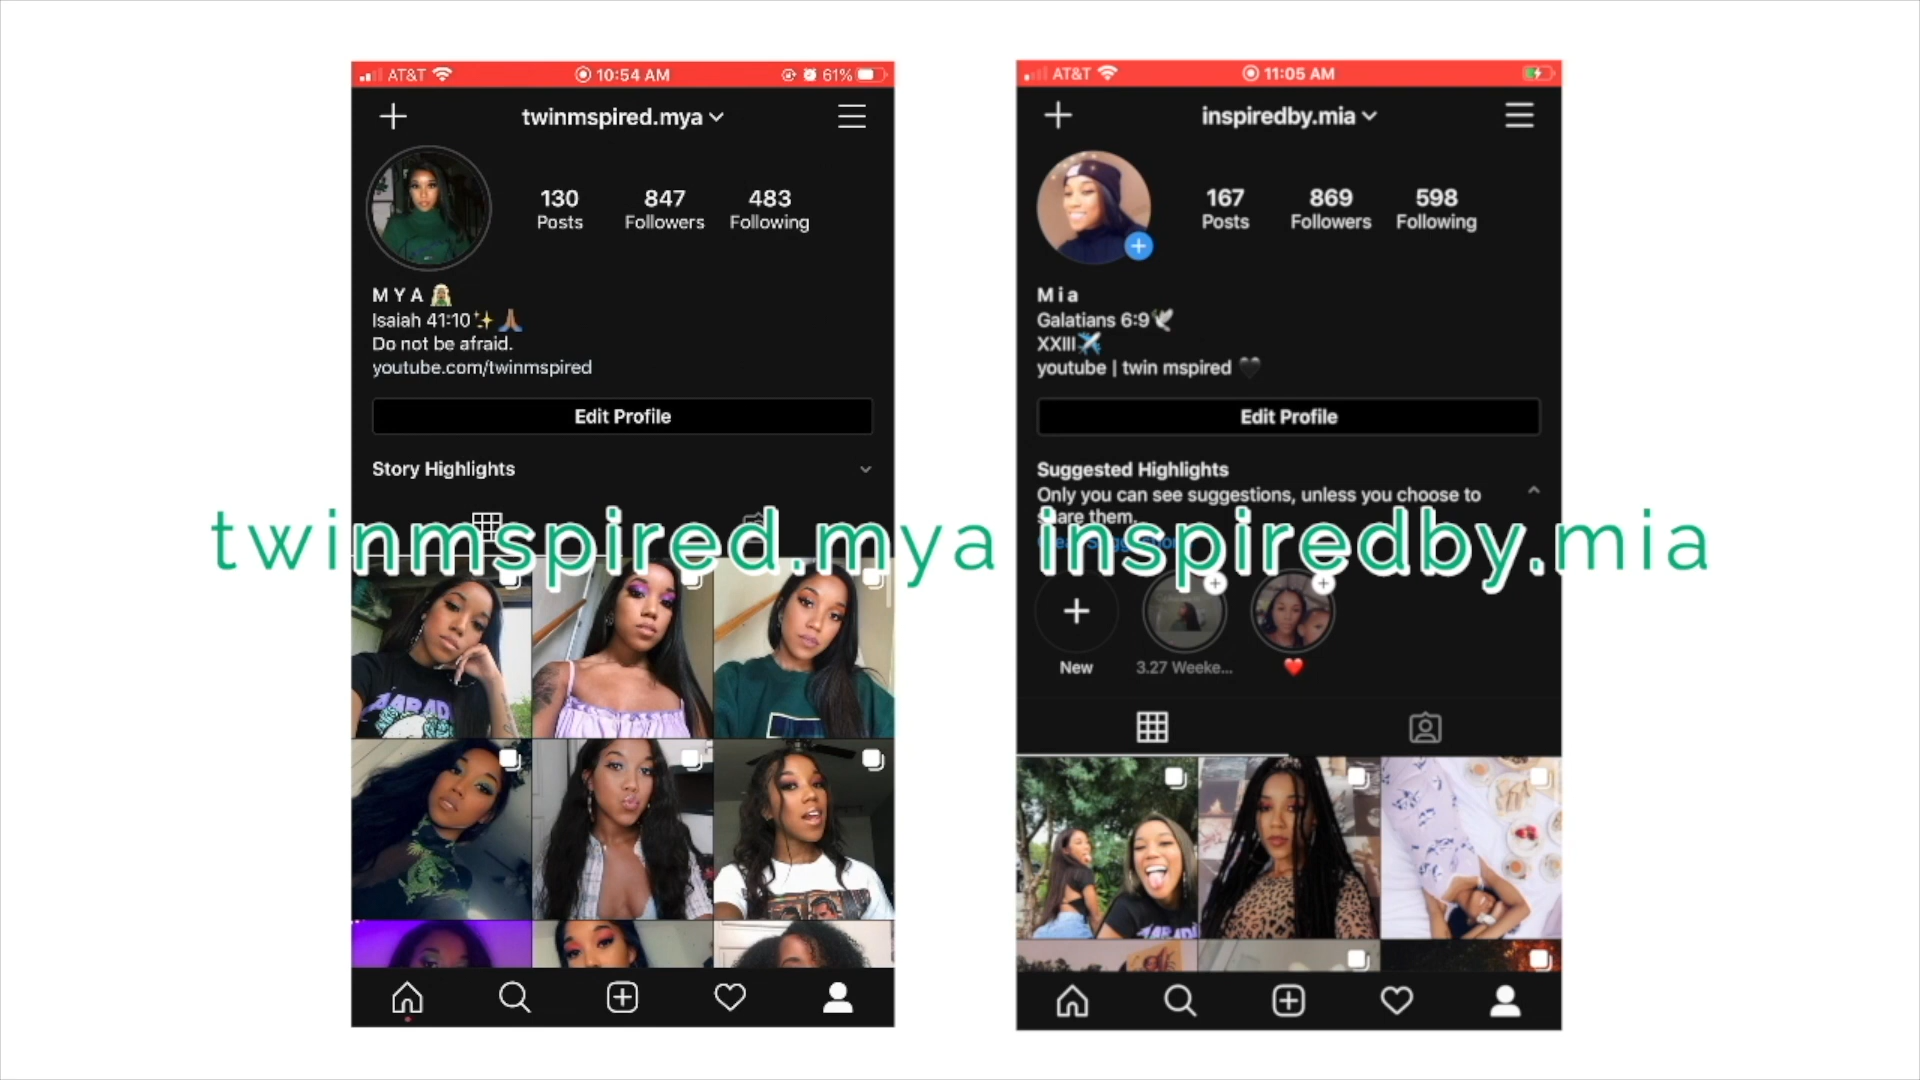 AT&T 10:54 AM 61%
twinmspired.mya
130 847 483
Posts Followers Following
M Y A
Isaiah 41:10
Do not be afraid.
youtube.com/twinmspired
Edit Profile
Story Highlights
AT&T 11:05 AM
inspiredby.mia
167 869 598
Posts Followers Following
M i a
Galatians 6:9
XXIII
youtube | twin mspired
Edit Profile
Suggested Highlights
Only you can see suggestions, unless you choose to
share them.
New 3.27 Weeke...
twinmspired.mya inspiredby.mia